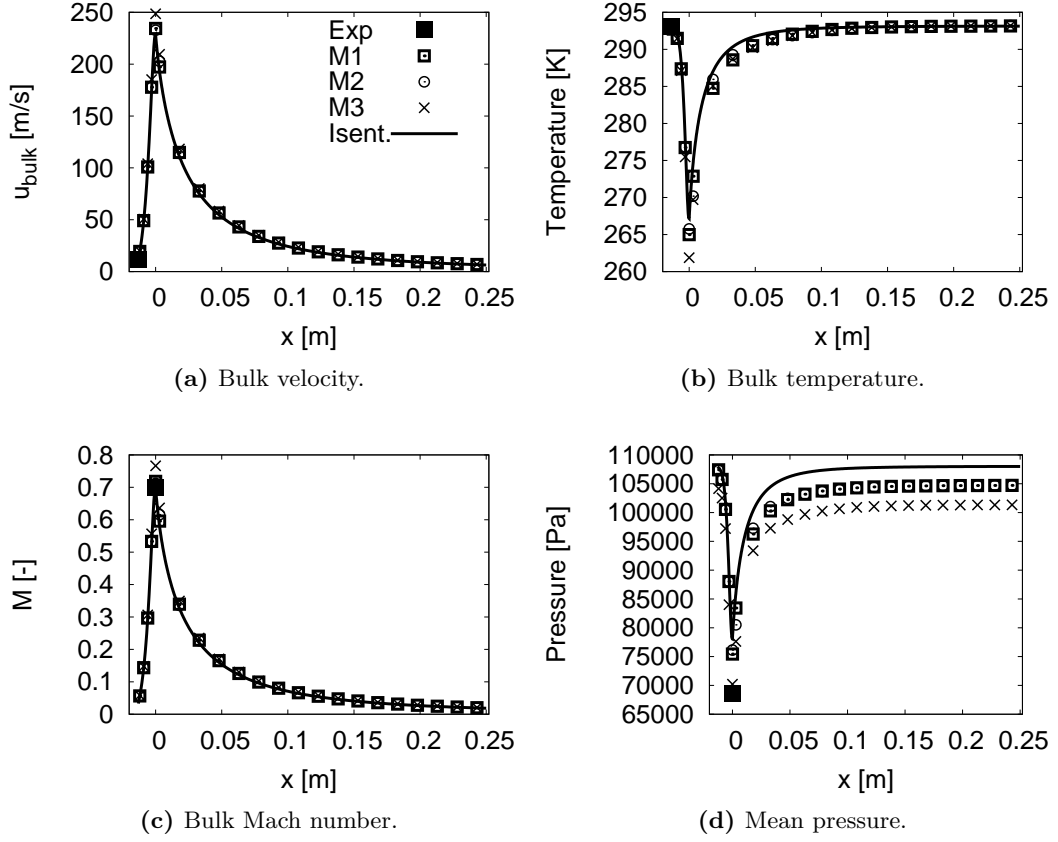 u_bulk [m/s]
300
250
200
150
100
50
0
0 0.05 0.1 0.15 0.2 0.25
x [m]
Exp
M1
M2
M3
Isent.
(a) Bulk velocity.
Temperature [K]
295
290
285
280
275
270
265
260
0 0.05 0.1 0.15 0.2 0.25
x [m]
(b) Bulk temperature.
M [-]
0.8
0.7
0.6
0.5
0.4
0.3
0.2
0.1
0
0 0.05 0.1 0.15 0.2 0.25
x [m]
(c) Bulk Mach number.
Pressure [Pa]
110000
105000
100000
95000
90000
85000
80000
75000
70000
65000
0 0.05 0.1 0.15 0.2 0.25
x [m]
(d) Mean pressure.